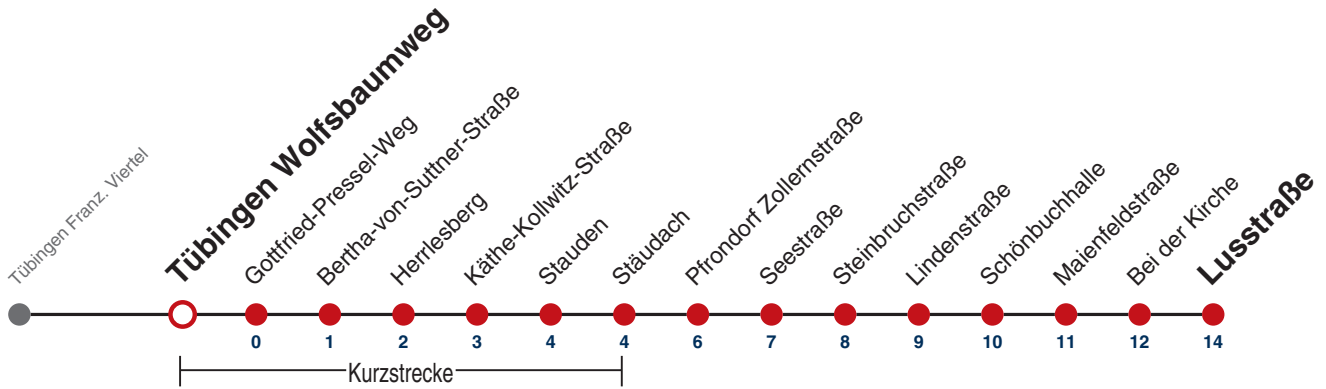 Tübingen Franz. Viertel
Tübingen Wolfsbaumweg
Gottfried-Pressel-Weg
Bertha-von-Suttner-Straße
Herrlesberg
Käthe-Kollwitz-Straße
Stauden
Stäudach
Pfrondorf Zollernstraße
Seestraße
Steinbruchstraße
Lindenstraße
Schönbuchhalle
Maienfeldstraße
Bei der Kirche
Lusstraße
0 1 2 3 4 4 6 7 8 9 10 11 12 14
Kurzstrecke